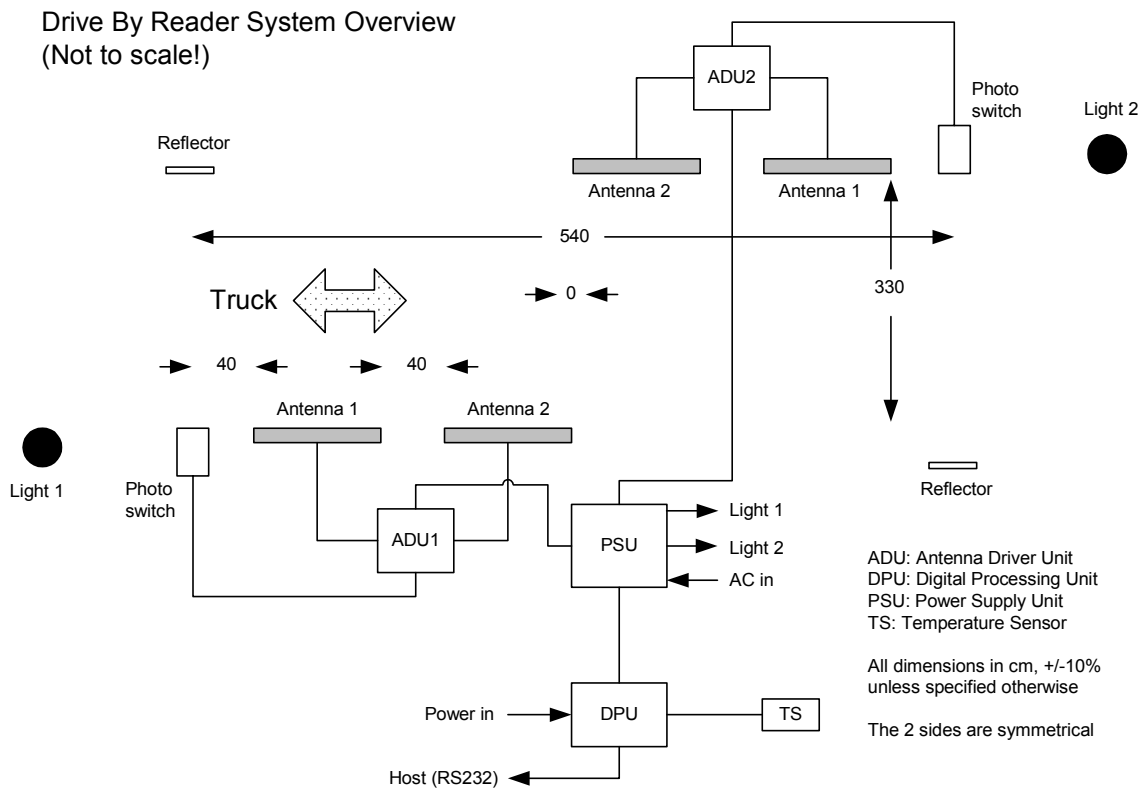 Drive By Reader System Overview
(Not to scale!)
ADU2
Photo
switch
Light 2
Reflector
Antenna 2
Antenna 1
540
330
Truck
0
40
40
Antenna 1
Antenna 2
Light 1
Photo
switch
Reflector
ADU1
PSU
Light 1
Light 2
AC in
ADU: Antenna Driver Unit
DPU: Digital Processing Unit
PSU: Power Supply Unit
TS: Temperature Sensor
All dimensions in cm, +/-10%
unless specified otherwise
The 2 sides are symmetrical
Power in
DPU
TS
Host (RS232)